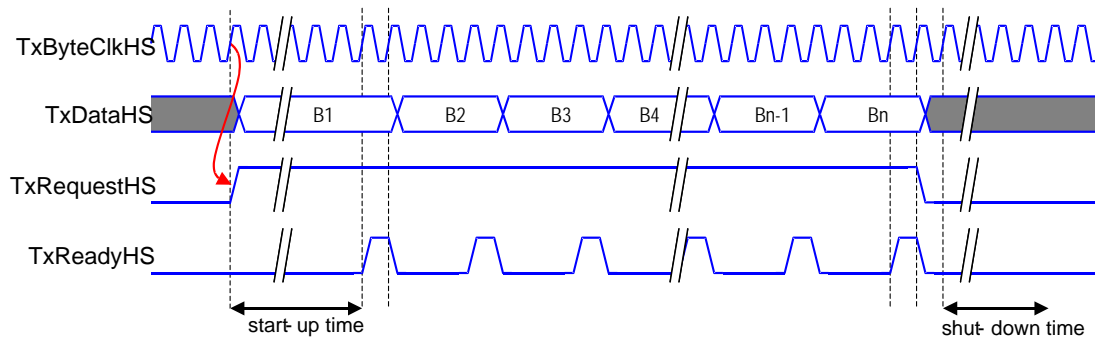 TxByteClkHS
TxDataHS
B1 B2 B3 B4 Bn-1 Bn
TxRequestHS
TxReadyHS
start- up time
shut- down time